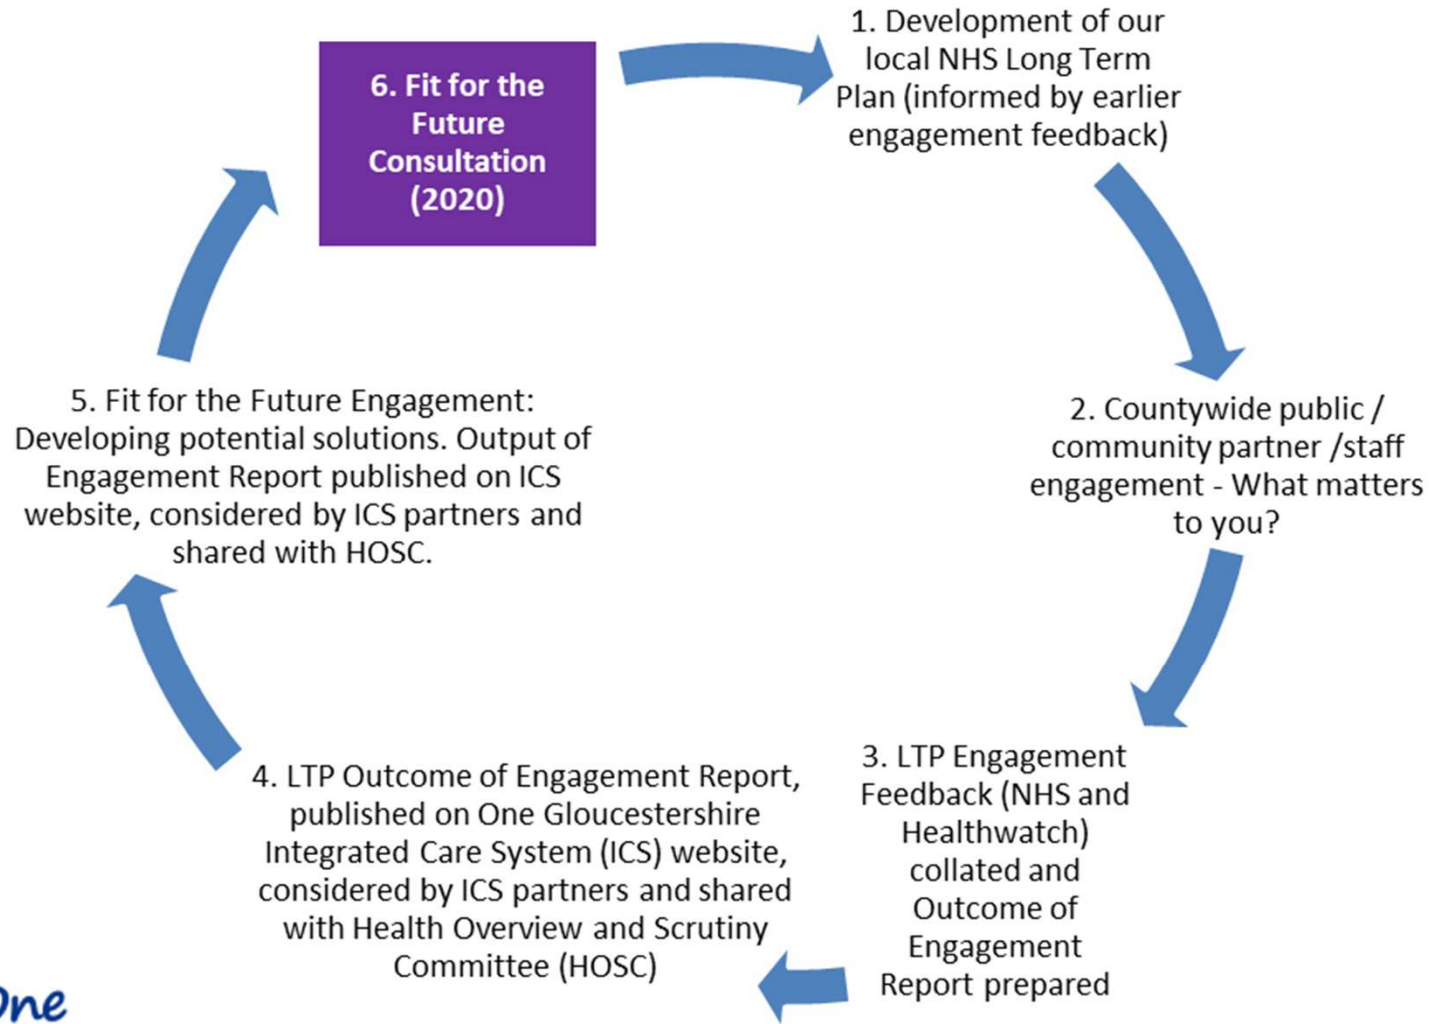 1. Development of our
local NHS Long Term
Plan (informed by earlier
engagement feedback)
2. Countywide public /
community partner /staff
engagement - What matters
to you?
3. LTP Engagement
Feedback (NHS and
Healthwatch)
collated and
Outcome of
Engagement
Report prepared
4. LTP Outcome of Engagement Report,
published on One Gloucestershire
Integrated Care System (ICS) website,
considered by ICS partners and shared
with Health Overview and Scrutiny
Committee (HOSC)
5. Fit for the Future Engagement:
Developing potential solutions. Output of
Engagement Report published on ICS
website, considered by ICS partners and
shared with HOSC.
6. Fit for the
Future
Consultation
(2020)
One